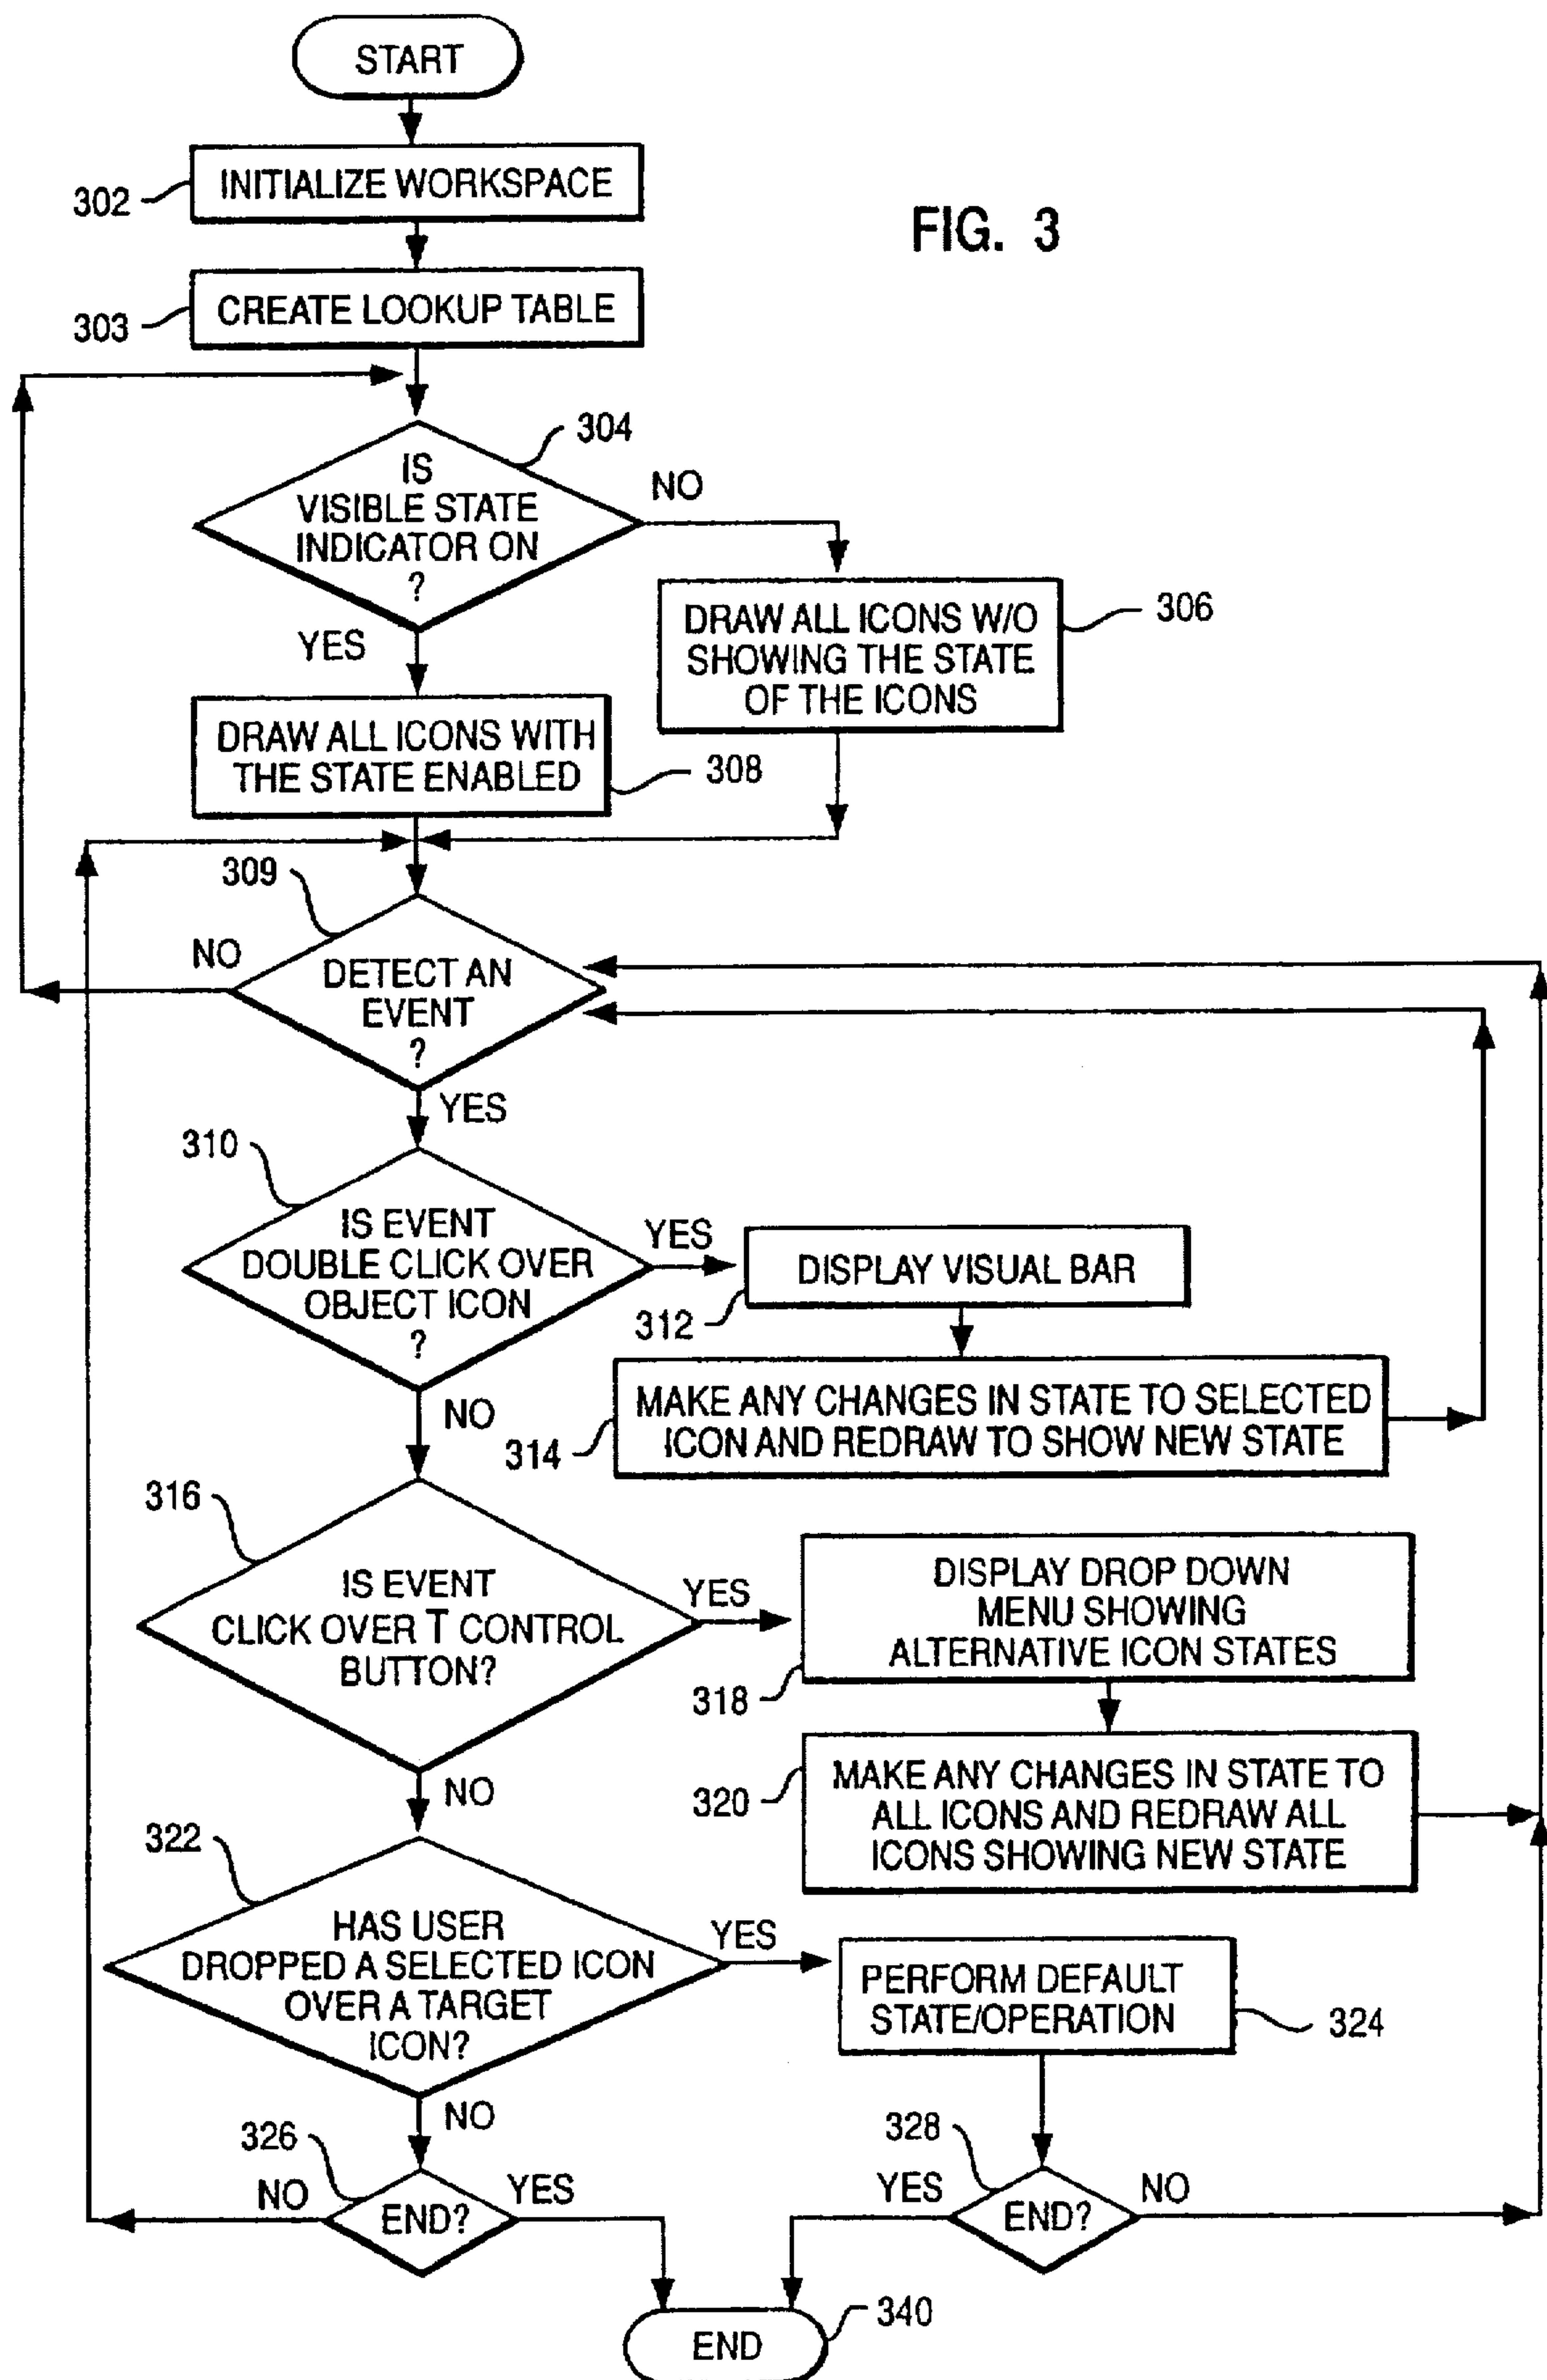 START
INITIALIZE WORKSPACE
302
FIG. 3
CREATE LOOKUP TABLE
303
304
IS
VISIBLE STATE
INDICATOR ON
?
NO
YES
DRAW ALL ICONS W/O
SHOWING THE STATE
OF THE ICONS
306
DRAW ALL ICONS WITH
THE STATE ENABLED
308
309
NO
DETECT AN
EVENT
?
YES
310
IS EVENT
DOUBLE CLICK OVER
OBJECT ICON
?
YES
DISPLAY VISUAL BAR
312
NO
MAKE ANY CHANGES IN STATE TO SELECTED
ICON AND REDRAW TO SHOW NEW STATE
314
316
IS EVENT
CLICK OVER T CONTROL
BUTTON?
YES
DISPLAY DROP DOWN
MENU SHOWING
ALTERNATIVE ICON STATES
318
NO
MAKE ANY CHANGES IN STATE TO
ALL ICONS AND REDRAW ALL
ICONS SHOWING NEW STATE
320
322
HAS USER
DROPPED A SELECTED ICON
OVER A TARGET
ICON?
YES
PERFORM DEFAULT
STATE/OPERATION
324
NO
326
NO
END?
YES
328
YES
END?
NO
END
340